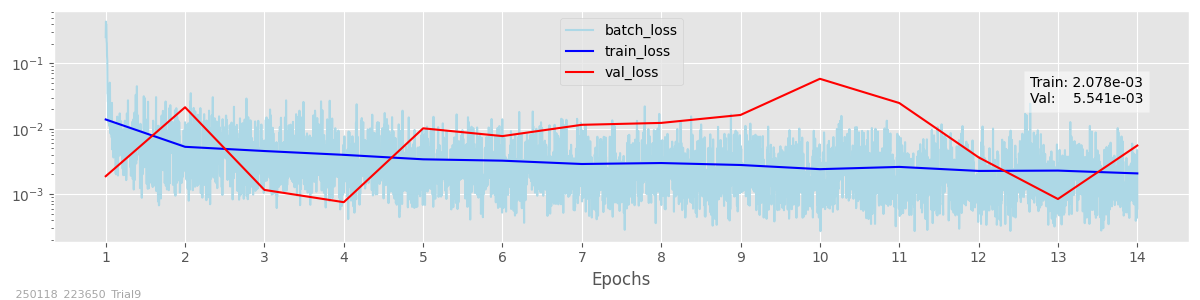 batch_loss
train_loss
val_loss
Train: 2.078e-03
Val: 5.541e-03
10⁻¹
10⁻²
10⁻³
1 2 3 4 5 6 7 8 9 10 11 12 13 14
Epochs
250118_223650_Trial9